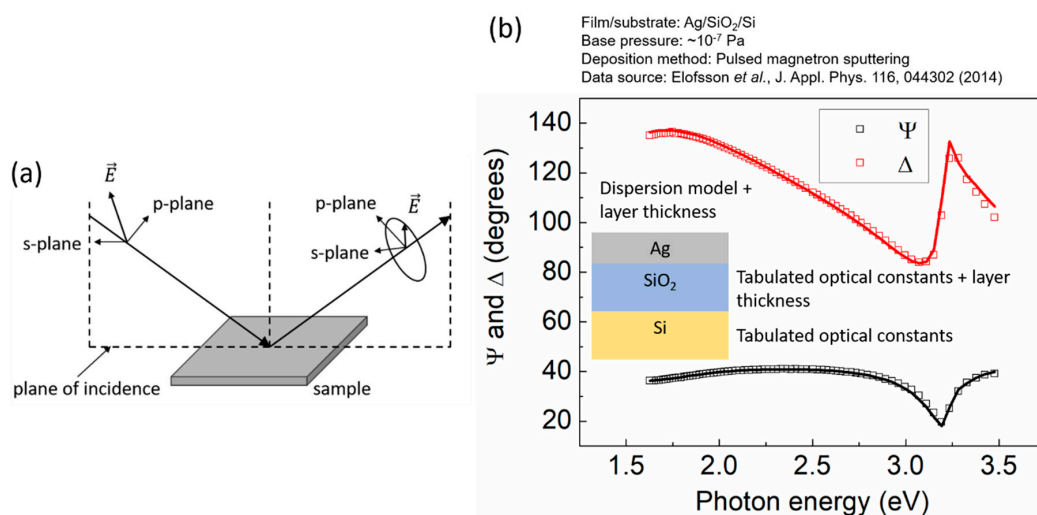 (a)
E⃗
p-plane
s-plane
p-plane
E⃗
s-plane
plane of incidence
sample
(b)
Film/substrate: Ag/SiO₂/Si
Base pressure: ~10⁻⁷ Pa
Deposition method: Pulsed magnetron sputtering
Data source: Elofsson et al., J. Appl. Phys. 116, 044302 (2014)
Ψ and Δ (degrees)
140
120
100
80
60
40
20
Ψ
Δ
Dispersion model +
layer thickness
Ag
SiO₂
Tabulated optical constants + layer
thickness
Si
Tabulated optical constants
1.5
2.0
2.5
3.0
3.5
Photon energy (eV)